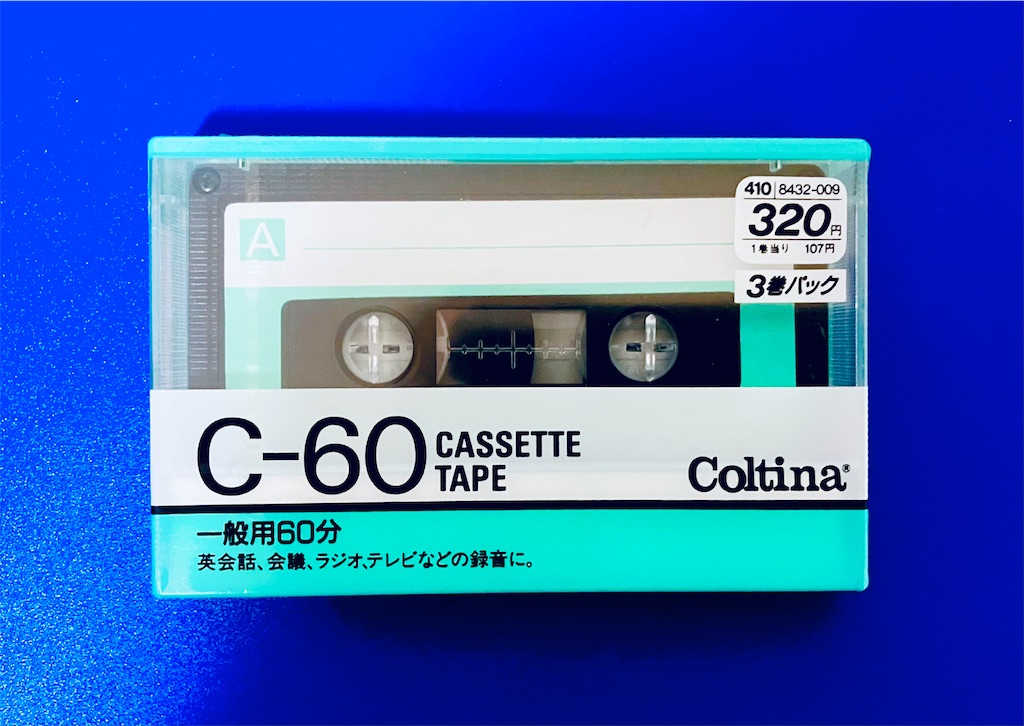 A
410 8432-009
320円
1巻当り 107円
3巻パック
C-60 CASSETTE TAPE
Coltina®
一般用60分
英会話、会議、ラジオ、テレビなどの録音に。